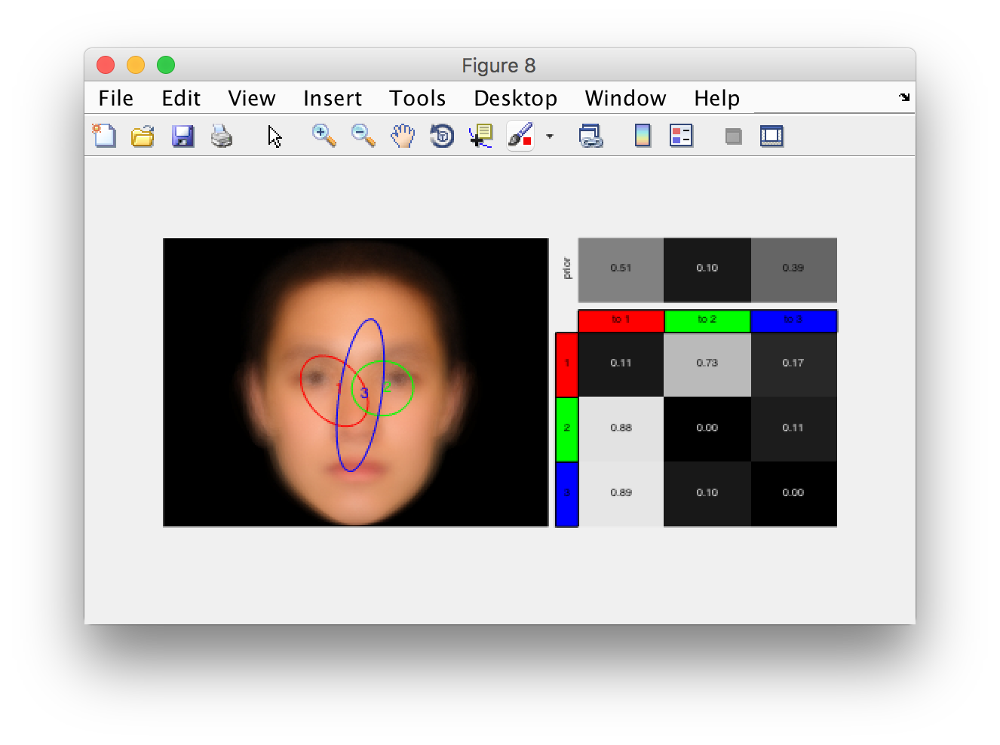 Figure 8
File Edit View Insert Tools Desktop Window Help
prior 0.51 0.10 0.39
to 1 to 2 to 3
1 0.11 0.73 0.17
2 0.88 0.00 0.11
3 0.89 0.10 0.00
1 3 2